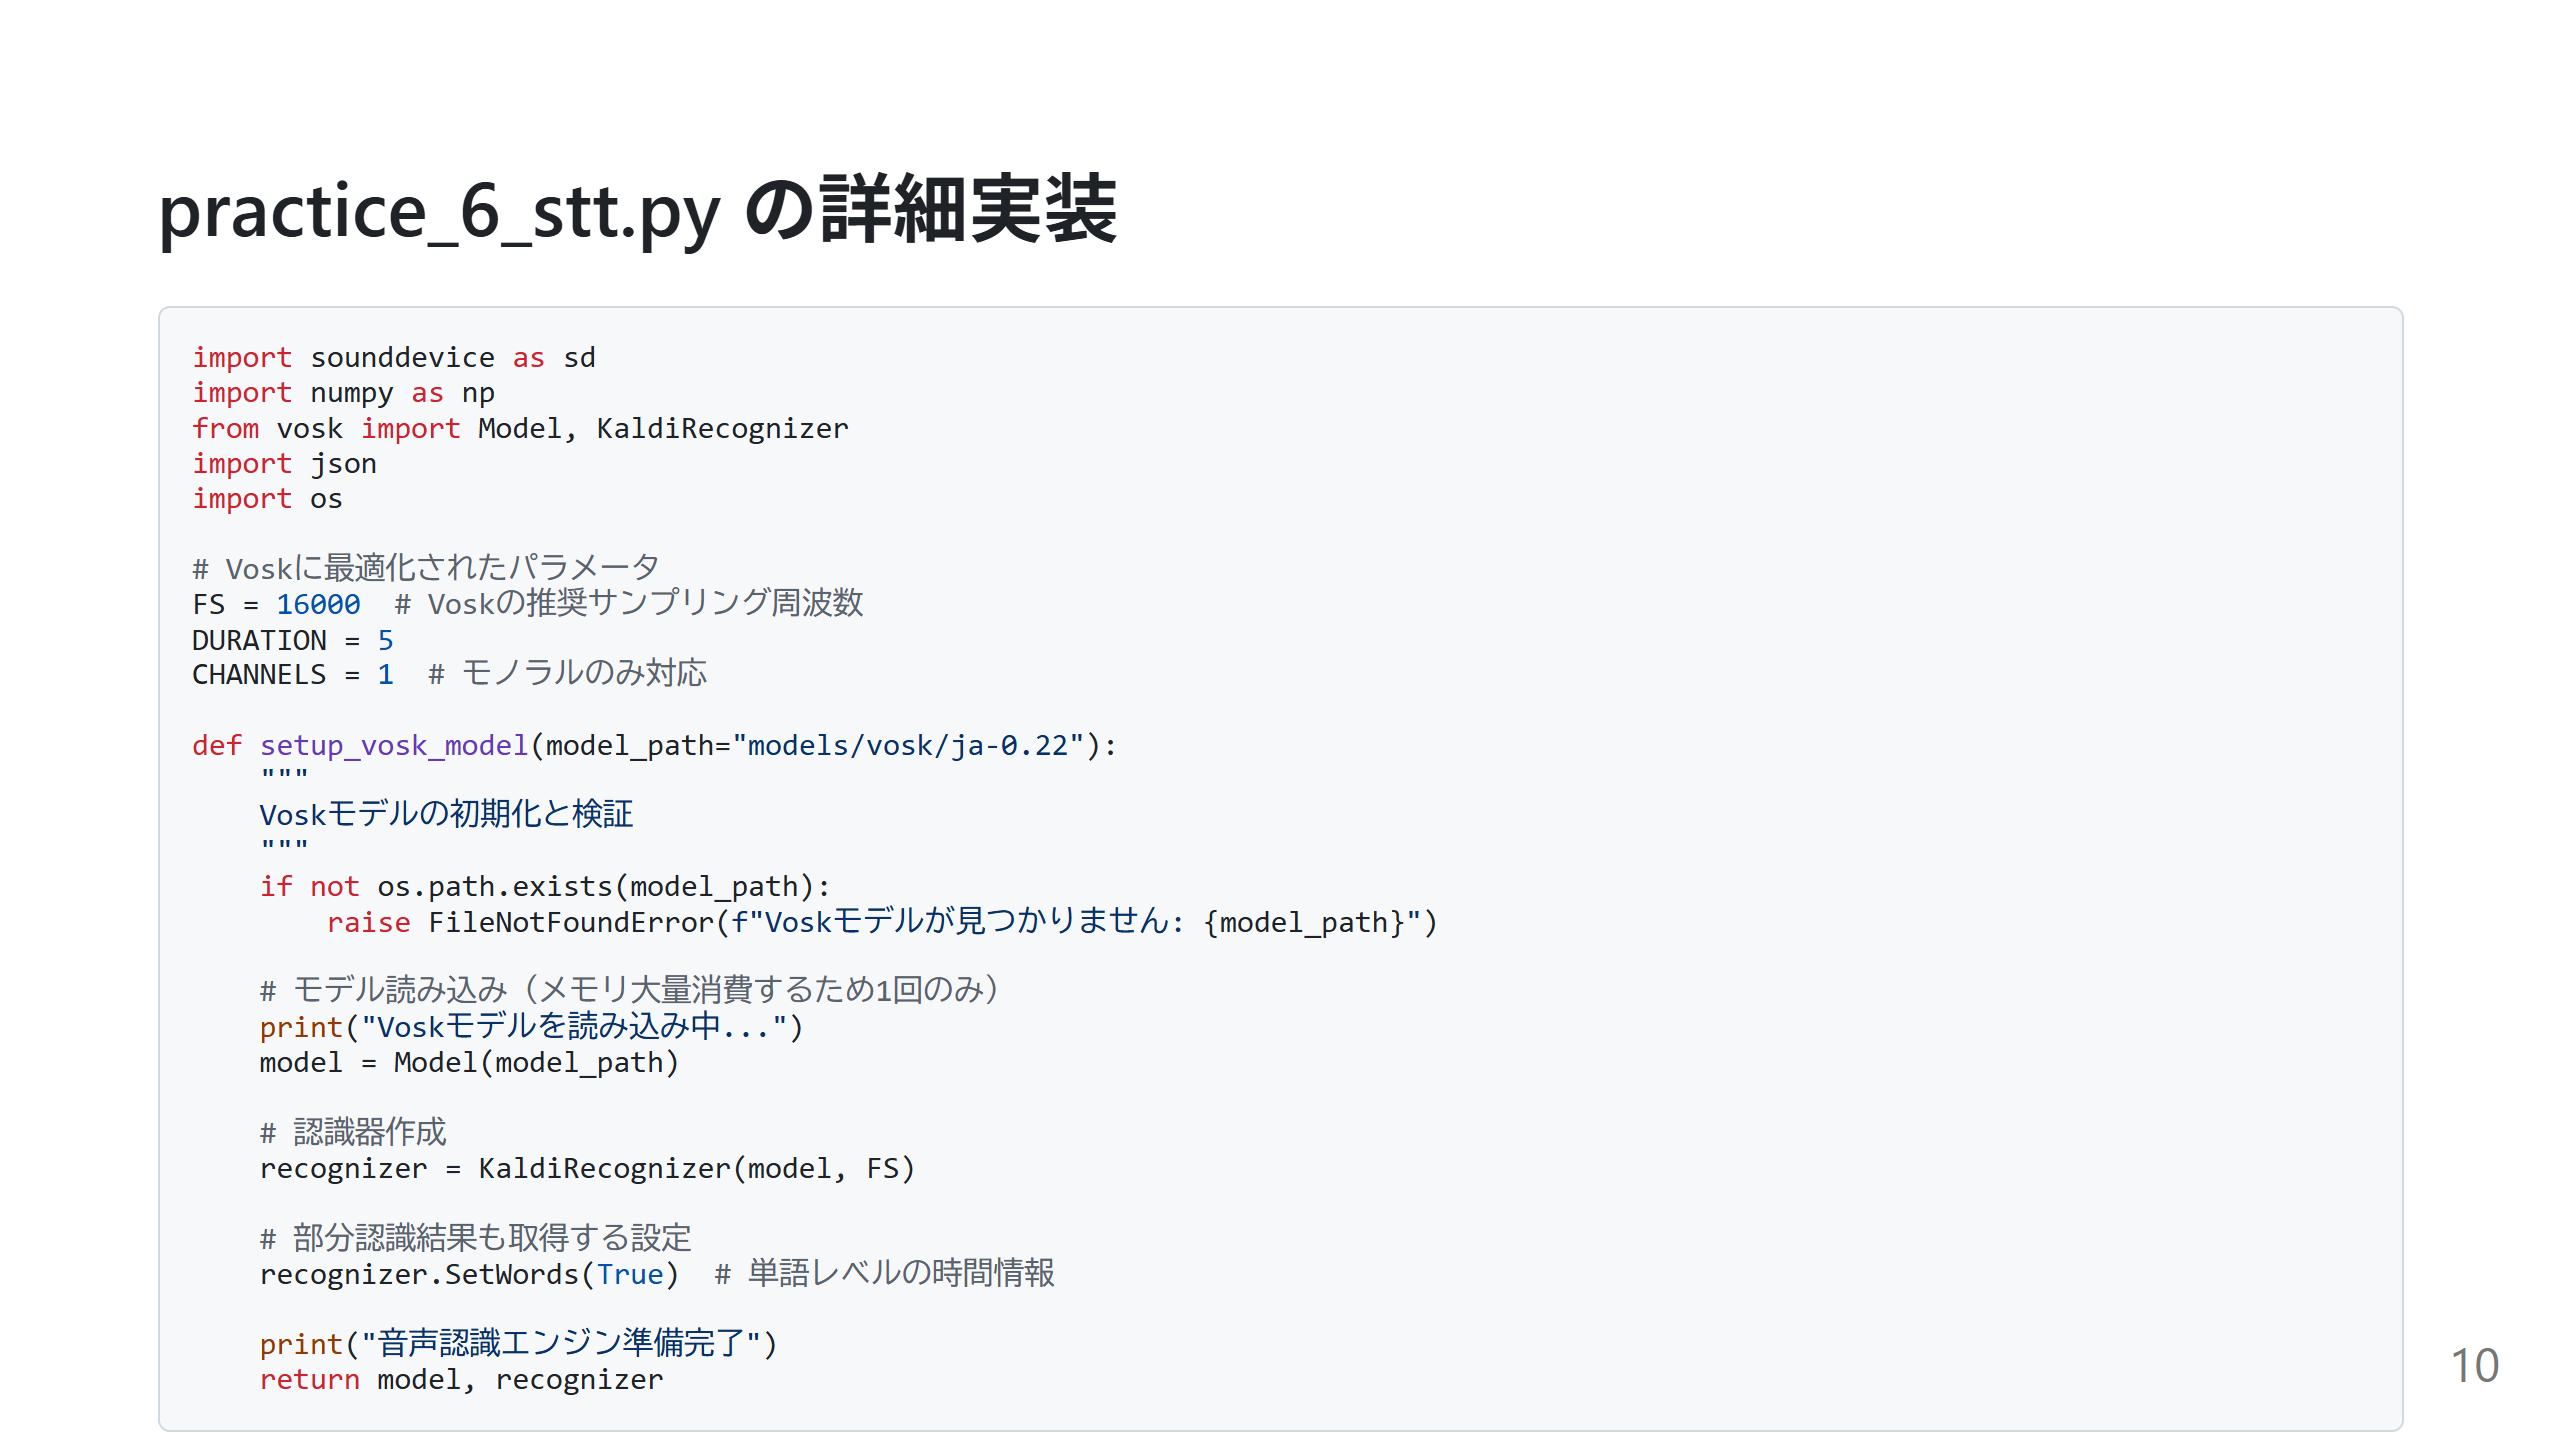 practice_6_stt.py の詳細実装
import sounddevice as sd
import numpy as np
from vosk import Model, KaldiRecognizer
import json
import os
# Voskに最適化されたパラメータ
FS = 16000  # Voskの推奨サンプリング周波数
DURATION = 5
CHANNELS = 1  # モノラルのみ対応
def setup_vosk_model(model_path="models/vosk/ja-0.22"):
    """
    Voskモデルの初期化と検証
    """
    if not os.path.exists(model_path):
        raise FileNotFoundError(f"Voskモデルが見つかりません: {model_path}")
    # モデル読み込み（メモリ大量消費するため1回のみ）
    print("Voskモデルを読み込み中...")
    model = Model(model_path)
    # 認識器作成
    recognizer = KaldiRecognizer(model, FS)
    # 部分認識結果も取得する設定
    recognizer.SetWords(True)  # 単語レベルの時間情報
    print("音声認識エンジン準備完了")
    return model, recognizer
10